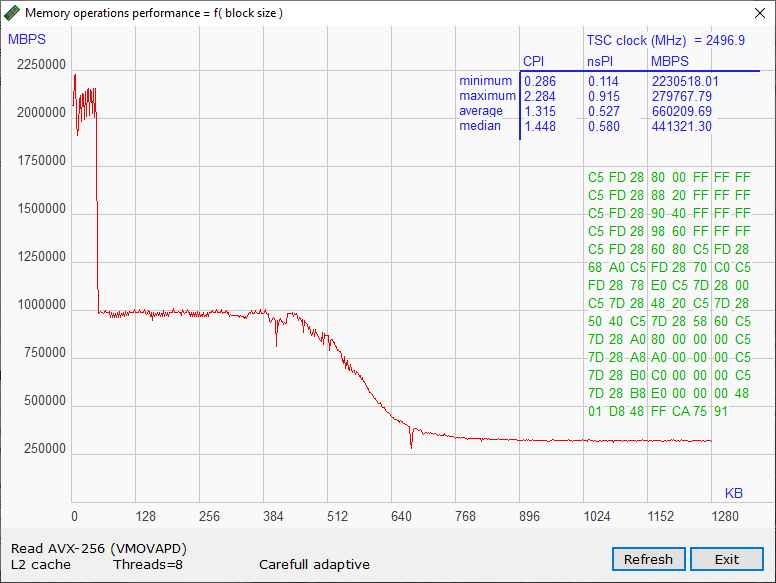 Memory operations performance = f( block size )
MBPS
TSC clock (MHz) = 2496.9
CPI nsPI MBPS
minimum 0.286 0.114 2230518.01
maximum 2.284 0.915 279767.79
average 1.315 0.527 660209.69
median 1.448 0.580 441321.30
2250000
2000000
1750000
1500000
1250000
1000000
750000
500000
250000
C5 FD 28 80 00 FF FF FF
C5 FD 28 88 20 FF FF FF
C5 FD 28 90 40 FF FF FF
C5 FD 28 98 60 FF FF FF
C5 FD 28 60 80 C5 FD 28
68 A0 C5 FD 28 70 C0 C5
FD 28 78 E0 C5 7D 28 00
C5 7D 28 48 20 C5 7D 28
50 40 C5 7D 28 58 60 C5
7D 28 A0 80 00 00 00 C5
7D 28 A8 A0 00 00 00 C5
7D 28 B0 C0 00 00 00 C5
7D 28 B8 E0 00 00 00 48
01 D8 48 FF CA 75 91
KB
0 128 256 384 512 640 768 896 1024 1152 1280
Read AVX-256 (VMOVAPD)
L2 cache Threads=8 Carefull adaptive
Refresh Exit